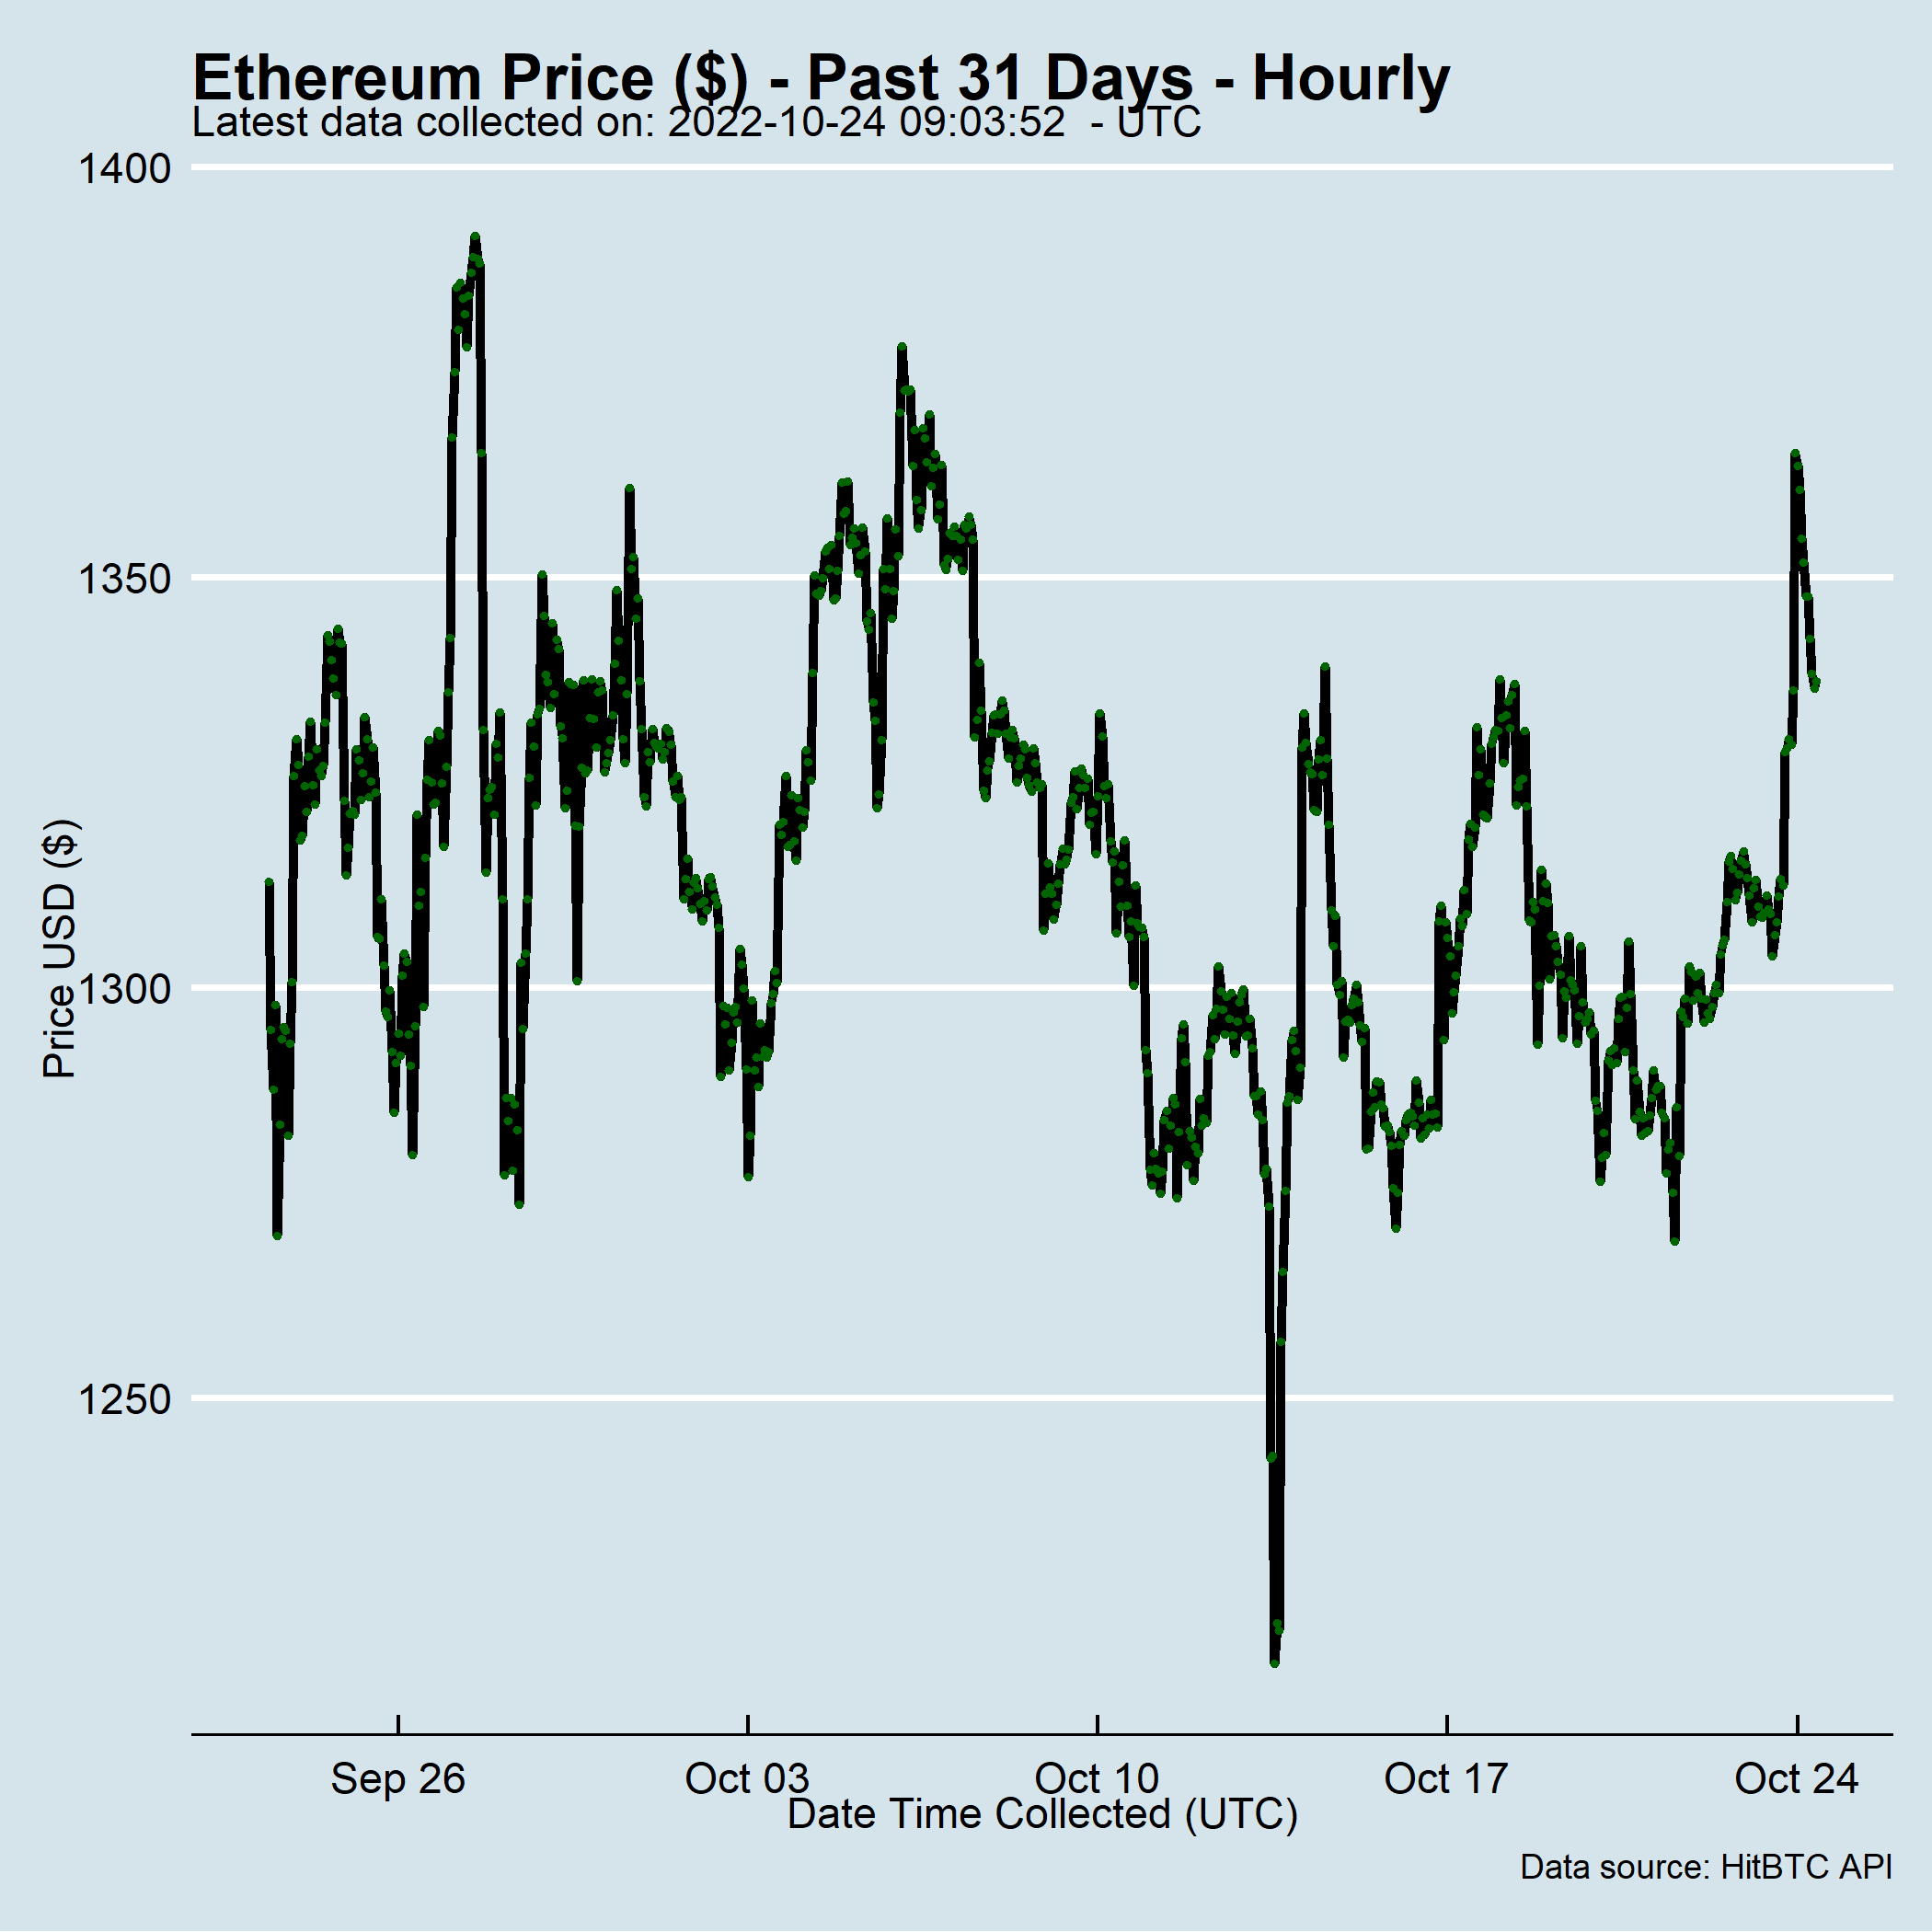 Ethereum Price ($) - Past 31 Days - Hourly
Latest data collected on: 2022-10-24 09:03:52  - UTC
1400
1350
1300
1250
Price USD ($)
Sep 26
Oct 03
Oct 10
Oct 17
Oct 24
Date Time Collected (UTC)
Data source: HitBTC API